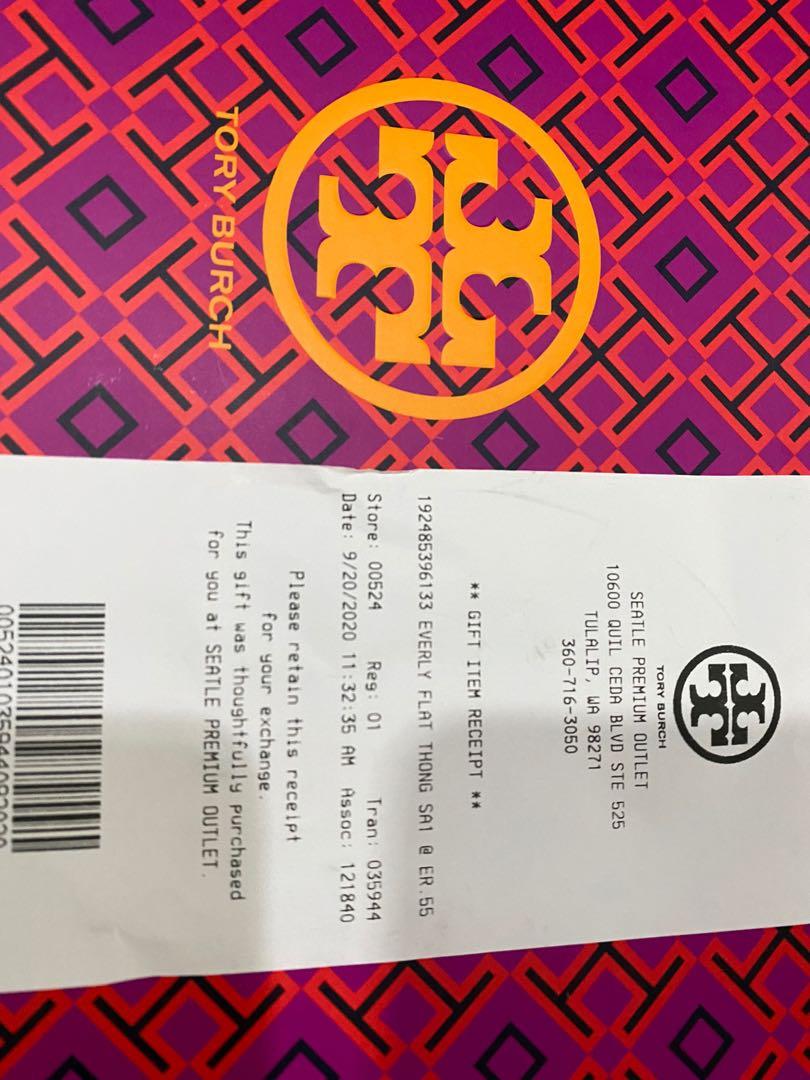 TORY BURCH
TORY BURCH
SEATLE PREMIUM OUTLET
10600 QUIL CEDA BLVD STE 525
TULALIP, WA 98271
360-716-3050
** GIFT ITEM RECEIPT **
192485396133 EVERLY FLAT THONG SA1 @ ER.55
Store: 00524 Reg: 01 Tran: 035944
Date: 9/20/2020 11:32:35 AM Assoc: 121840
Please retain this receipt
for your exchange.
This gift was thoughtfully purchased
for you at SEATLE PREMIUM OUTLET.